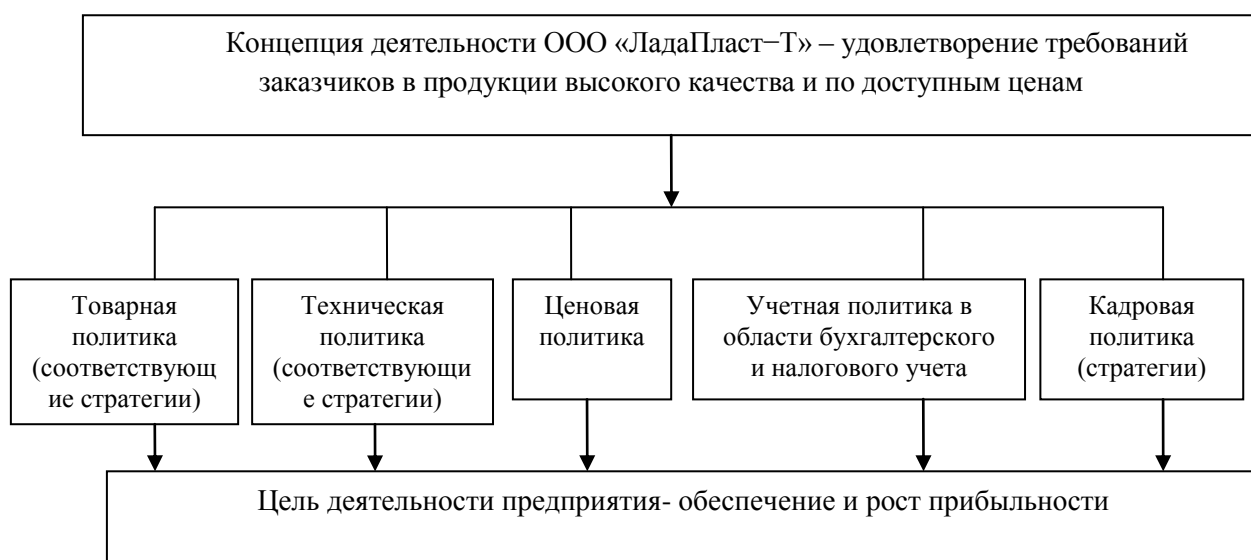 Концепция деятельности ООО «ЛадаПласт−Т» – удовлетворение требований
заказчиков в продукции высокого качества и по доступным ценам
Товарная
политика
(соответствующ
ие стратегии)
Техническая
политика
(соответствующи
е стратегии)
Ценовая
политика
Учетная политика в
области бухгалтерского
и налогового учета
Кадровая
политика
(стратегии)
Цель деятельности предприятия- обеспечение и рост прибыльности